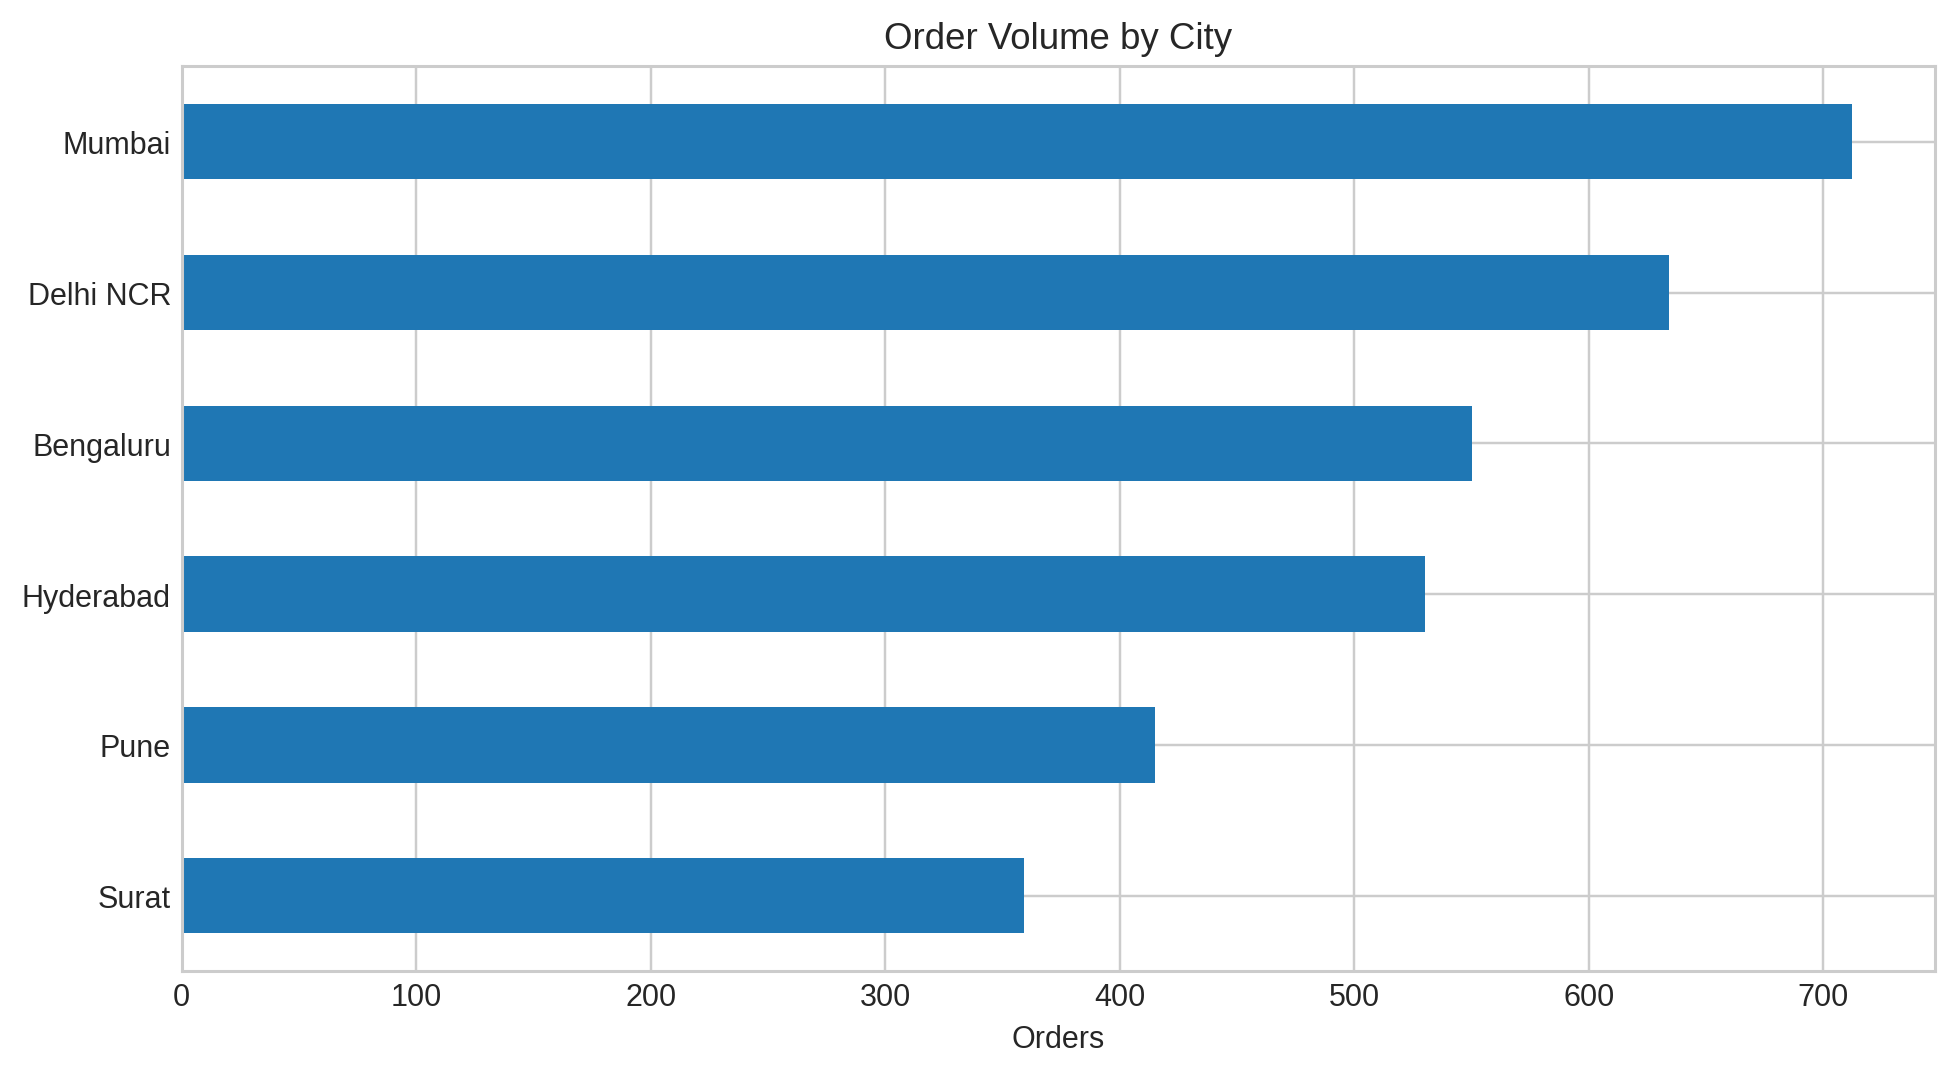 Order Volume by City
Mumbai
Delhi NCR
Bengaluru
Hyderabad
Pune
Surat
0 100 200 300 400 500 600 700
Orders